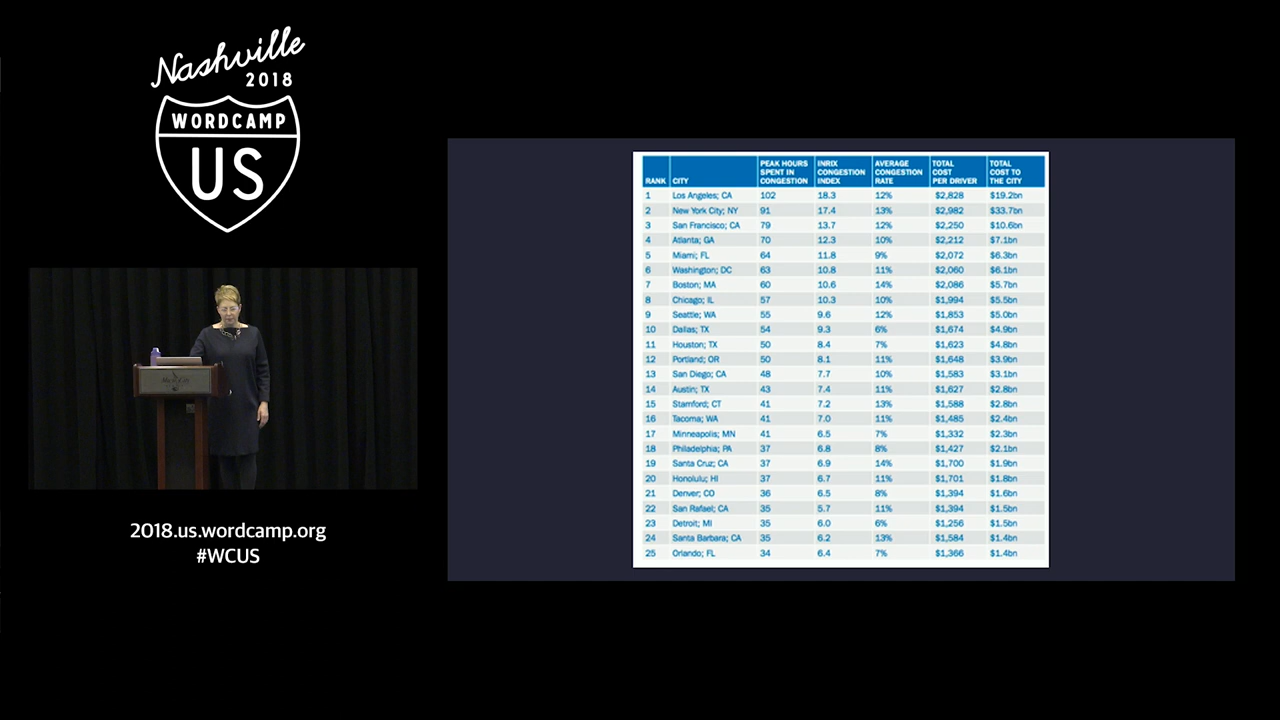 Nashville
2018
WORDCAMP
US
2018.us.wordcamp.org
#WCUS
RANK CITY PEAK HOURS SPENT IN CONGESTION INRIX CONGESTION INDEX AVERAGE CONGESTION RATE TOTAL COST PER DRIVER TOTAL COST TO THE CITY
1 Los Angeles; CA 102 18.3 12% $2,828 $19.2bn
2 New York City; NY 91 17.4 13% $2,982 $33.7bn
3 San Francisco; CA 79 13.7 12% $2,250 $10.6bn
4 Atlanta; GA 70 12.3 10% $2,212 $7.1bn
5 Miami; FL 64 11.8 9% $2,072 $6.3bn
6 Washington; DC 63 10.8 11% $2,060 $6.1bn
7 Boston; MA 60 10.6 14% $2,086 $5.7bn
8 Chicago; IL 57 10.3 10% $1,994 $5.5bn
9 Seattle; WA 55 9.6 12% $1,853 $5.0bn
10 Dallas; TX 54 9.3 6% $1,674 $4.9bn
11 Houston; TX 50 8.4 7% $1,623 $4.8bn
12 Portland; OR 50 8.1 11% $1,648 $3.9bn
13 San Diego; CA 48 7.7 10% $1,583 $3.1bn
14 Austin; TX 43 7.4 11% $1,627 $2.8bn
15 Stamford; CT 41 7.2 13% $1,588 $2.8bn
16 Tacoma; WA 41 7.0 11% $1,485 $2.4bn
17 Minneapolis; MN 41 6.5 7% $1,332 $2.3bn
18 Philadelphia; PA 37 6.8 8% $1,427 $2.1bn
19 Santa Cruz; CA 37 6.9 14% $1,700 $1.9bn
20 Honolulu; HI 37 6.7 11% $1,701 $1.8bn
21 Denver; CO 36 6.5 8% $1,394 $1.6bn
22 San Rafael; CA 35 5.7 11% $1,394 $1.5bn
23 Detroit; MI 35 6.0 6% $1,256 $1.5bn
24 Santa Barbara; CA 35 6.2 13% $1,584 $1.4bn
25 Orlando; FL 34 6.4 7% $1,366 $1.4bn